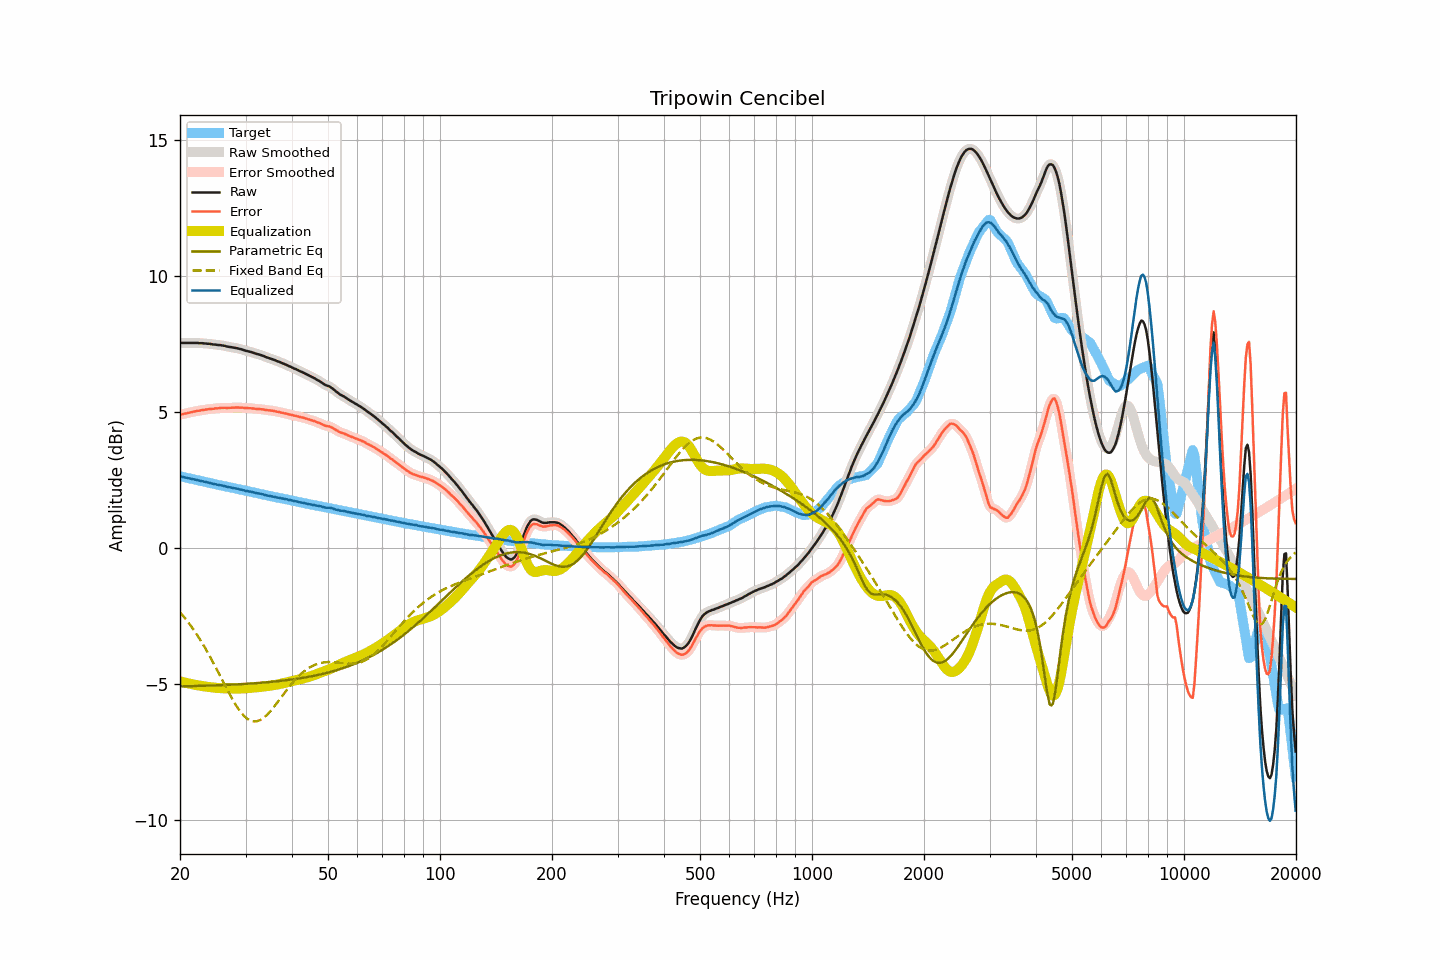 Tripowin Cencibel
Target
Raw Smoothed
Error Smoothed
Raw
Error
Equalization
Parametric Eq
Fixed Band Eq
Equalized
15
10
5
0
−5
−10
Amplitude (dBr)
20 50 100 200 500 1000 2000 5000 10000 20000
Frequency (Hz)